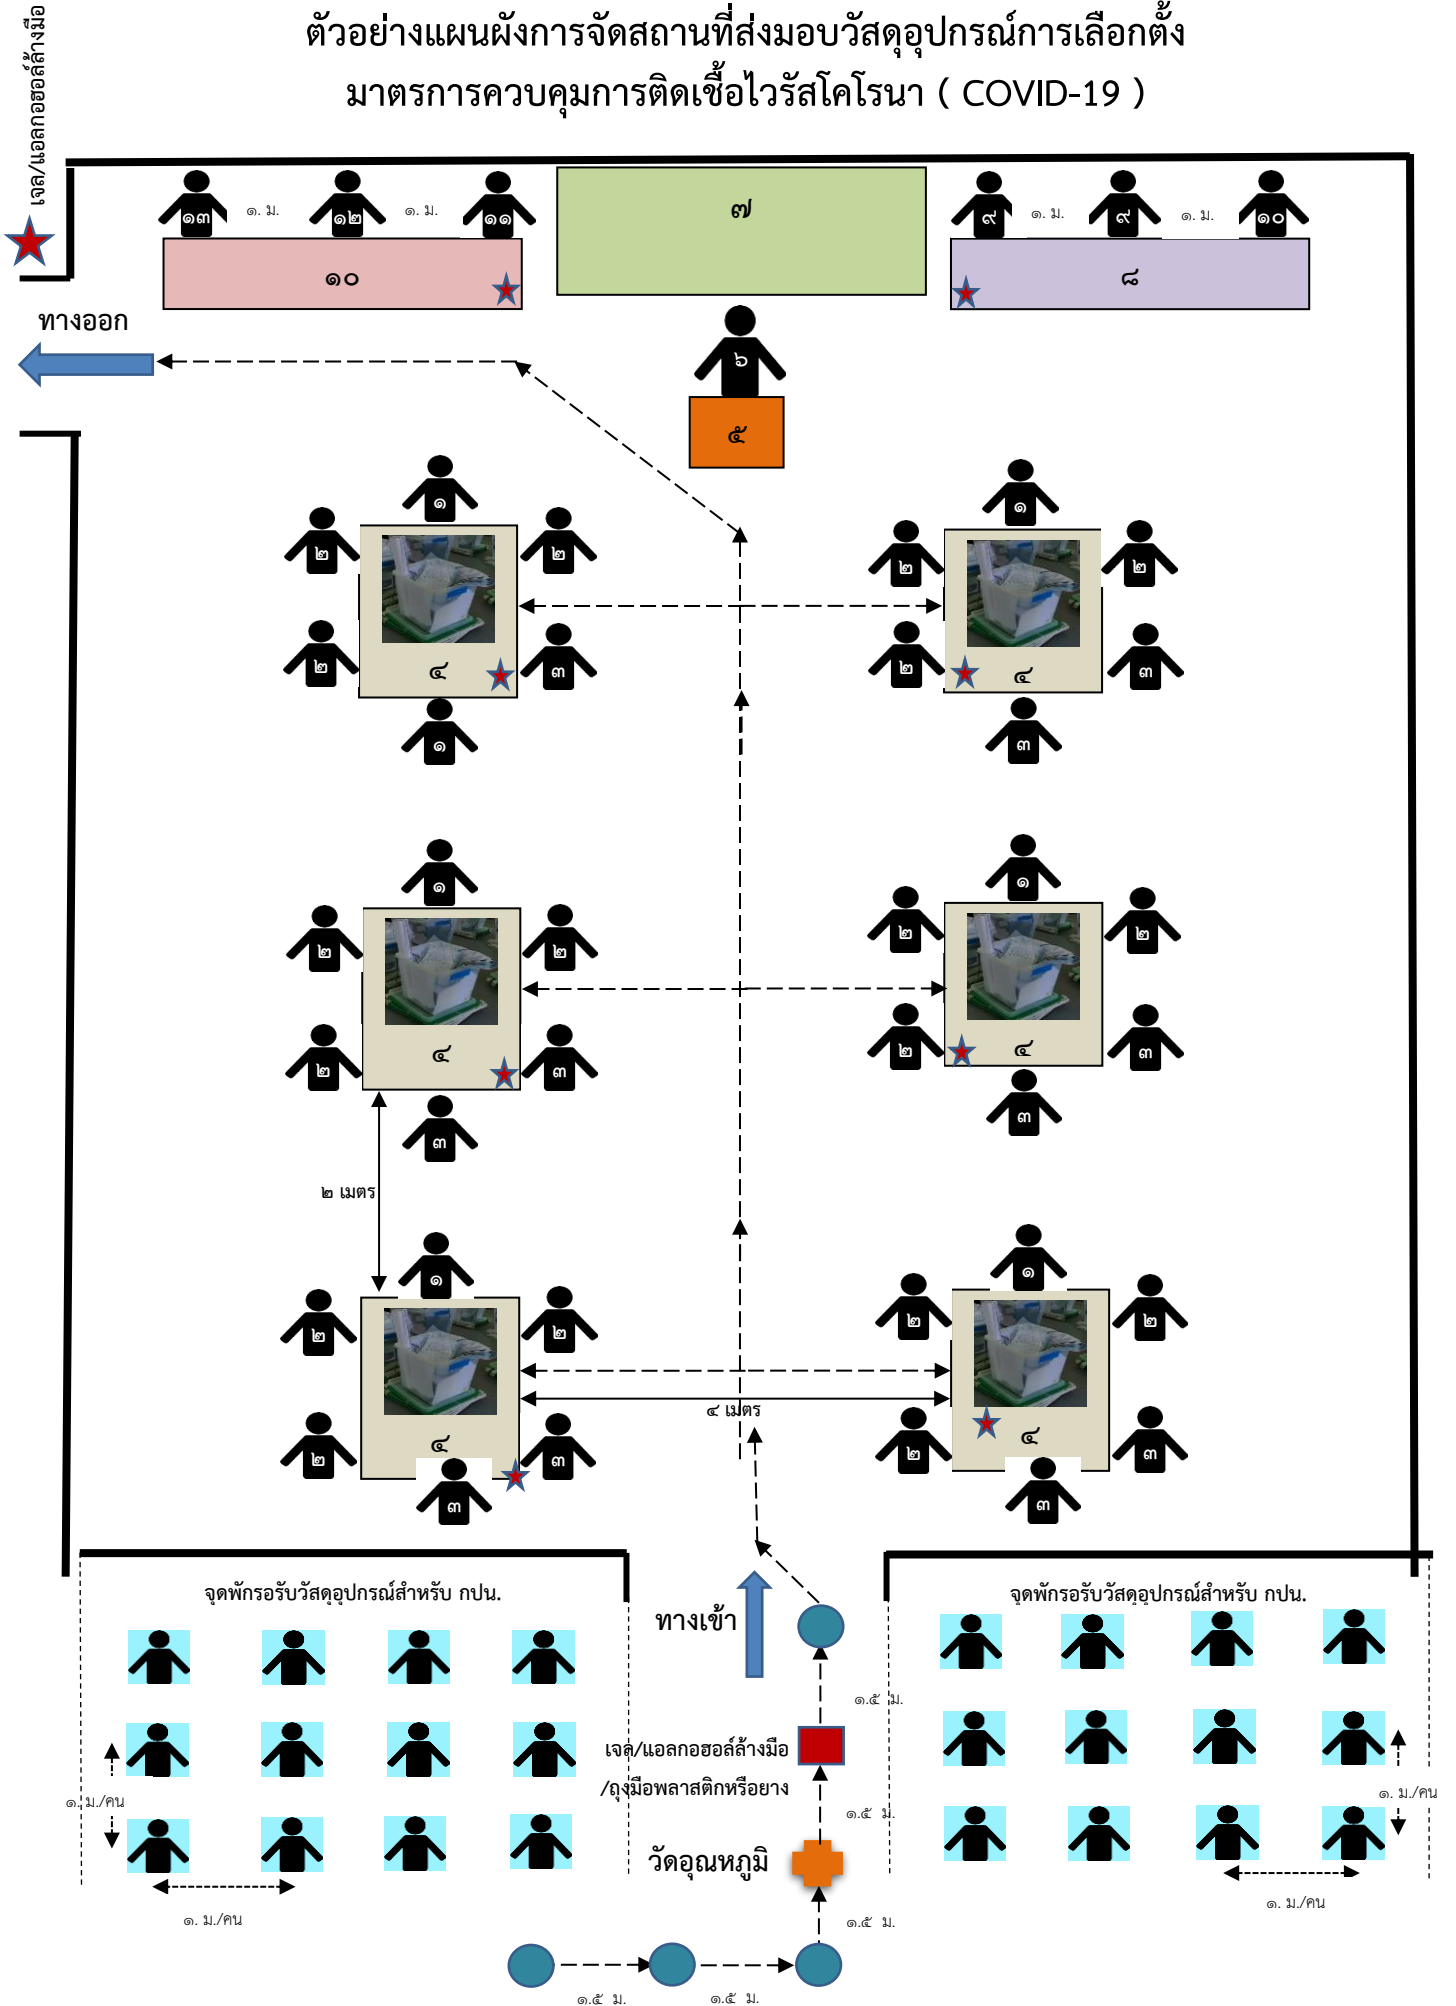 ตัวอย่างแผนผังการจัดสถานที่ส่งมอบวัสดุอุปกรณ์การเลือกตั้ง
มาตรการควบคุมการติดเชื้อไวรัสโคโรนา ( COVID-19 )
เจล/แอลกอฮอล์ล้างมือ
๑๓ ๑. ม. ๑๒ ๑. ม. ๑๑
๗
๙ ๑. ม. ๙ ๑. ม. ๑๐
๑๐
๘
ทางออก
๖
๕
๑ ๑
๒ ๒ ๒ ๒
๒ ๓ ๒ ๓
๔ ๔
๑ ๓
๑ ๑
๒ ๒ ๒ ๒
๒ ๓ ๒ ๓
๔ ๔
๓ ๓
๒ เมตร
๑ ๑
๒ ๒ ๒ ๒
๔ เมตร
๒ ๓ ๒ ๓
๔ ๔
๓ ๓
จุดพักรอรับวัสดุอุปกรณ์สำหรับ กปน.
จุดพักรอรับวัสดุอุปกรณ์สำหรับ กปน.
ทางเข้า
๑.๕ ม.
เจล/แอลกอฮอล์ล้างมือ
/ถุงมือพลาสติกหรือยาง
๑. ม./คน
๑. ม./คน
๑.๕ ม.
วัดอุณหภูมิ
๑. ม./คน
๑. ม./คน
๑.๕ ม.
๑.๕ ม. ๑.๕ ม.